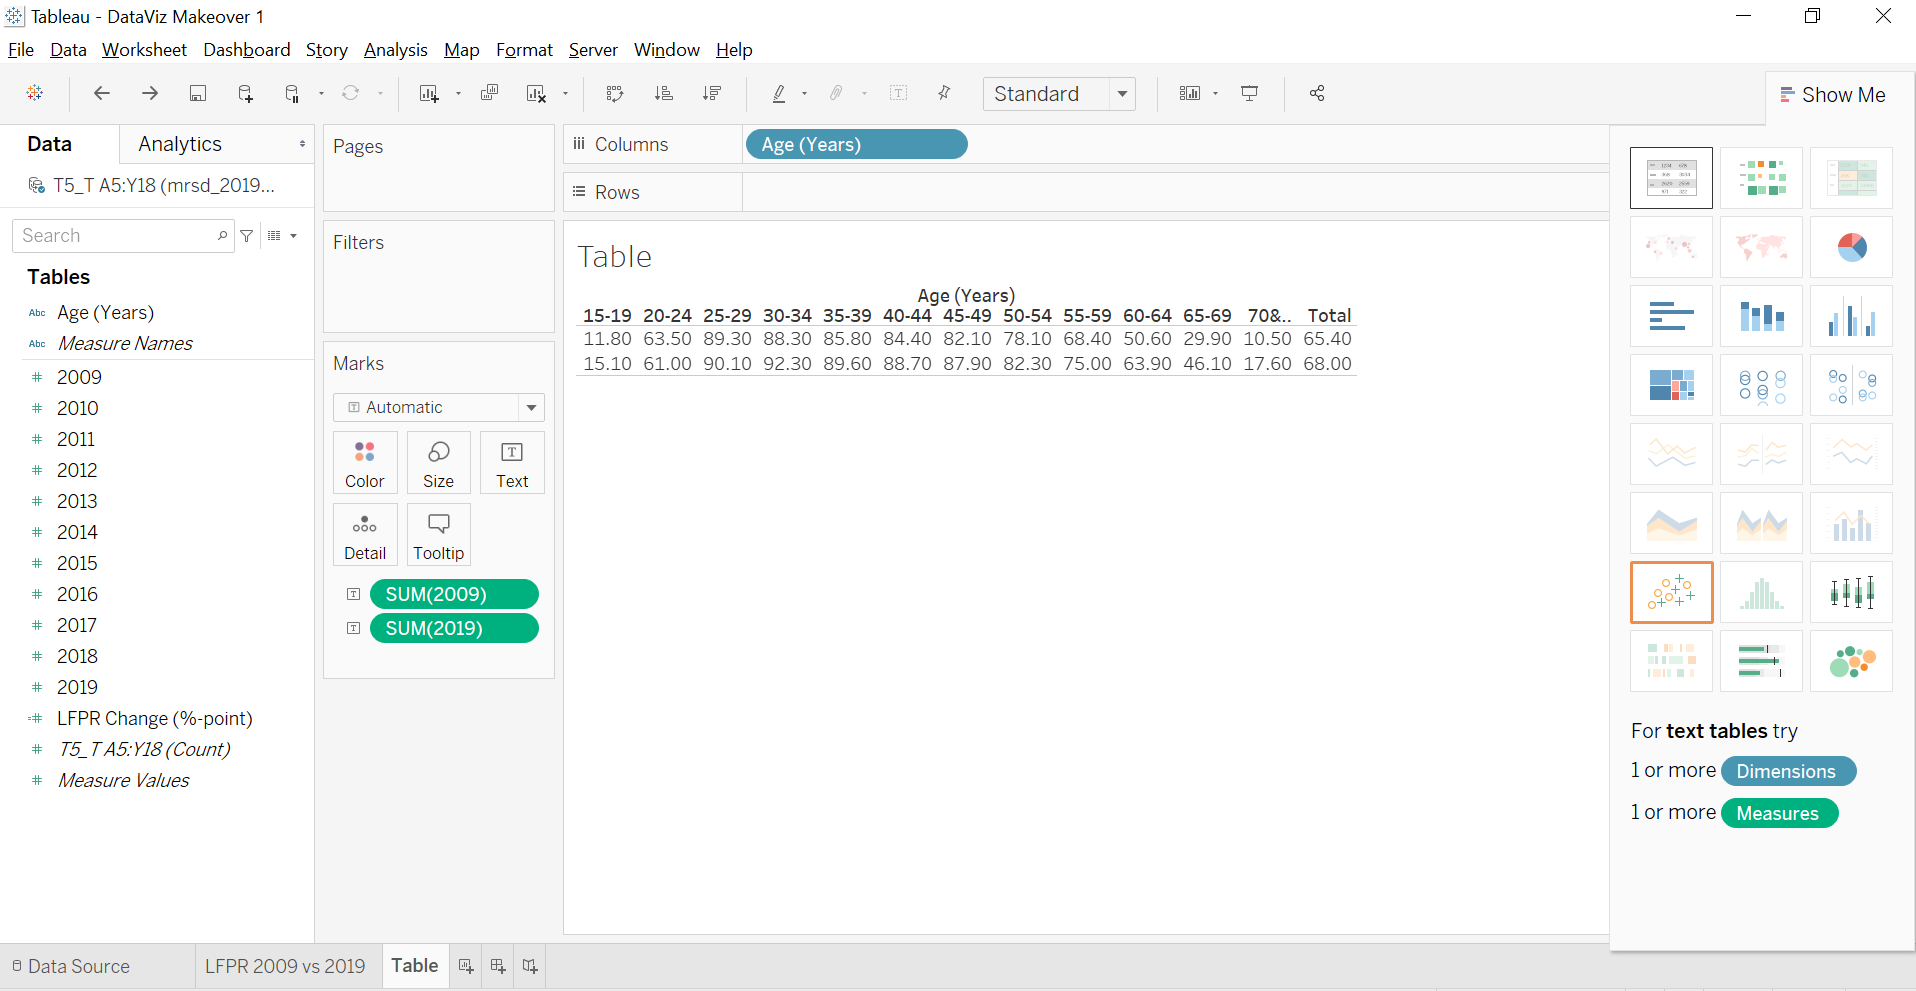 Tableau - DataViz Makeover 1
File Data Worksheet Dashboard Story Analysis Map Format Server Window Help
Standard
Show Me
Data Analytics
T5_T A5:Y18 (mrsd_2019...
Search
Tables
Abc Age (Years)
Abc Measure Names
# 2009
# 2010
# 2011
# 2012
# 2013
# 2014
# 2015
# 2016
# 2017
# 2018
# 2019
=# LFPR Change (%-point)
# T5_T A5:Y18 (Count)
# Measure Values
Pages
Filters
Marks
Automatic
Color Size Text
Detail Tooltip
SUM(2009)
SUM(2019)
Columns Age (Years)
Rows
Table
Age (Years)
15-19 20-24 25-29 30-34 35-39 40-44 45-49 50-54 55-59 60-64 65-69 70&.. Total
11.80 63.50 89.30 88.30 85.80 84.40 82.10 78.10 68.40 50.60 29.90 10.50 65.40
15.10 61.00 90.10 92.30 89.60 88.70 87.90 82.30 75.00 63.90 46.10 17.60 68.00
For text tables try
1 or more Dimensions
1 or more Measures
Data Source LFPR 2009 vs 2019 Table